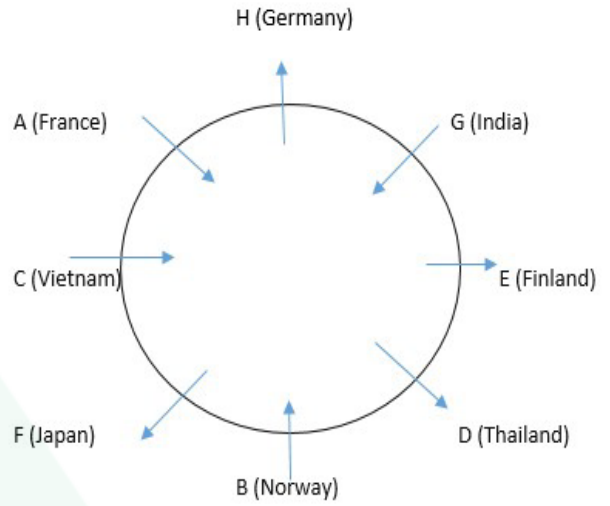 H (Germany)
A (France)
G (India)
C (Vietnam)
E (Finland)
F (Japan)
D (Thailand)
B (Norway)